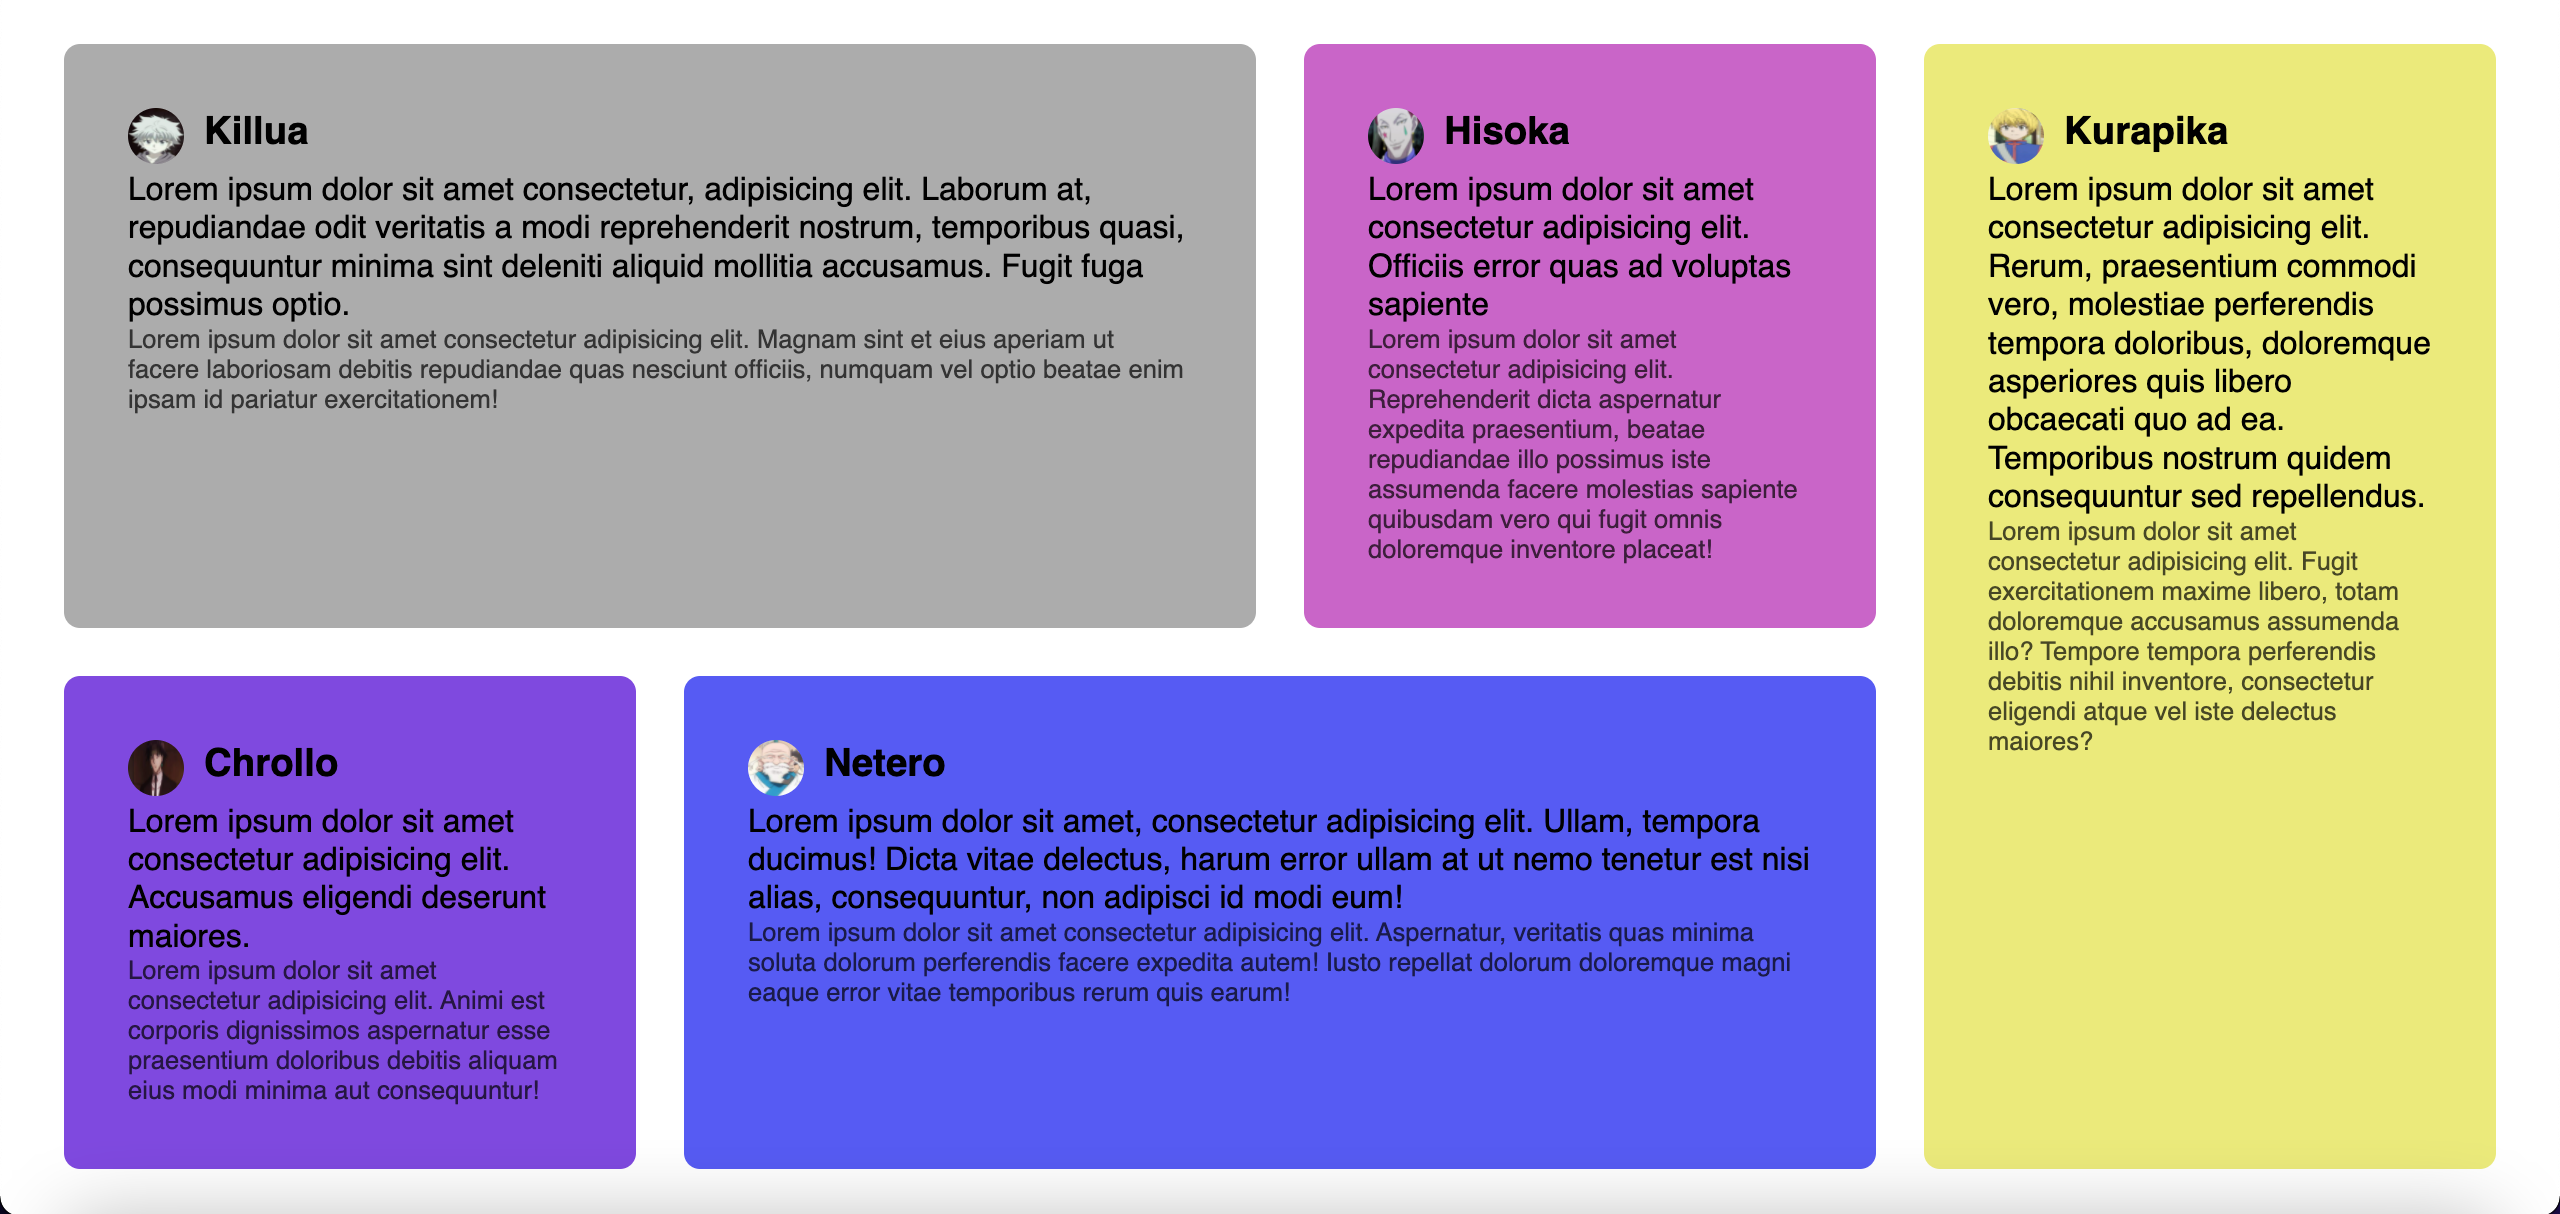 Killua
Lorem ipsum dolor sit amet consectetur, adipisicing elit. Laborum at,
repudiandae odit veritatis a modi reprehenderit nostrum, temporibus quasi,
consequuntur minima sint deleniti aliquid mollitia accusamus. Fugit fuga
possimus optio.
Lorem ipsum dolor sit amet consectetur adipisicing elit. Magnam sint et eius aperiam ut
facere laboriosam debitis repudiandae quas nesciunt officiis, numquam vel optio beatae enim
ipsam id pariatur exercitationem!
Hisoka
Lorem ipsum dolor sit amet
consectetur adipisicing elit.
Officiis error quas ad voluptas
sapiente
Lorem ipsum dolor sit amet
consectetur adipisicing elit.
Reprehenderit dicta aspernatur
expedita praesentium, beatae
repudiandae illo possimus iste
assumenda facere molestias sapiente
quibusdam vero qui fugit omnis
doloremque inventore placeat!
Kurapika
Lorem ipsum dolor sit amet
consectetur adipisicing elit.
Rerum, praesentium commodi
vero, molestiae perferendis
tempora doloribus, doloremque
asperiores quis libero
obcaecati quo ad ea.
Temporibus nostrum quidem
consequuntur sed repellendus.
Lorem ipsum dolor sit amet
consectetur adipisicing elit. Fugit
exercitationem maxime libero, totam
doloremque accusamus assumenda
illo? Tempore tempora perferendis
debitis nihil inventore, consectetur
eligendi atque vel iste delectus
maiores?
Chrollo
Lorem ipsum dolor sit amet
consectetur adipisicing elit.
Accusamus eligendi deserunt
maiores.
Lorem ipsum dolor sit amet
consectetur adipisicing elit. Animi est
corporis dignissimos aspernatur esse
praesentium doloribus debitis aliquam
eius modi minima aut consequuntur!
Netero
Lorem ipsum dolor sit amet, consectetur adipisicing elit. Ullam, tempora
ducimus! Dicta vitae delectus, harum error ullam at ut nemo tenetur est nisi
alias, consequuntur, non adipisci id modi eum!
Lorem ipsum dolor sit amet consectetur adipisicing elit. Aspernatur, veritatis quas minima
soluta dolorum perferendis facere expedita autem! Iusto repellat dolorum doloremque magni
eaque error vitae temporibus rerum quis earum!